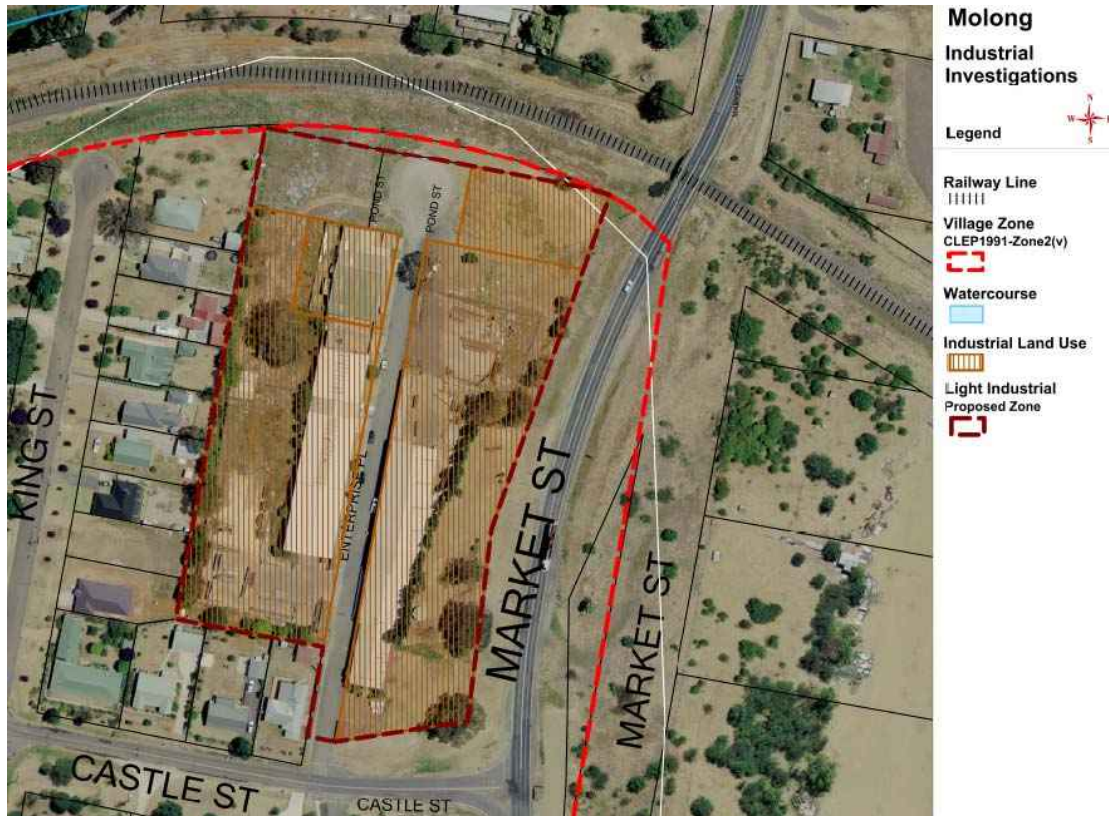 Molong
Industrial
Investigations
Legend
N
W
S
Railway Line
Village Zone
CLEP1991-Zone2(v)
Watercourse
Industrial Land Use
Light Industrial
Proposed Zone
POND ST
POND ST
KING ST
ENTERPRISE PL
MARKET ST
MARKET ST
CASTLE ST
CASTLE ST